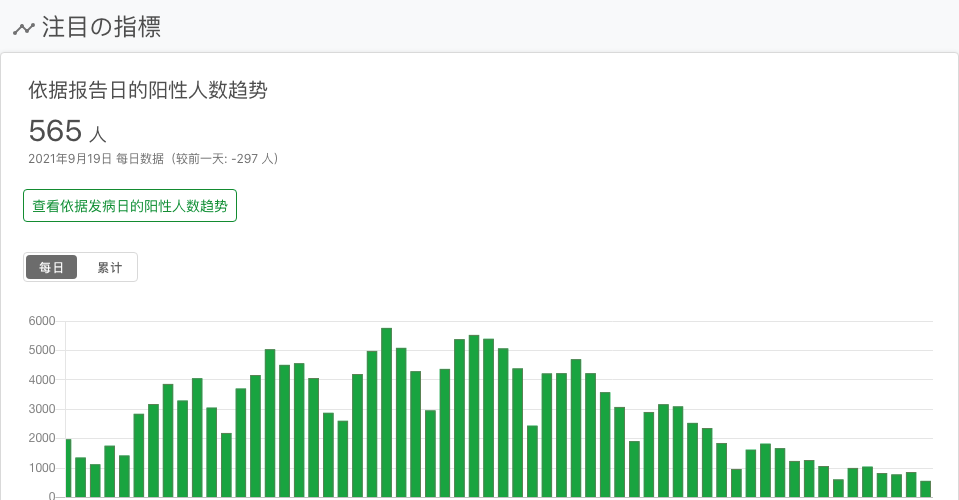 注目の指標
依据报告日的阳性人数趋势
565 人
2021年9月19日 每日数据（较前一天: -297 人）
查看依据发病日的阳性人数趋势
每日 累计
6000
5000
4000
3000
2000
1000
0